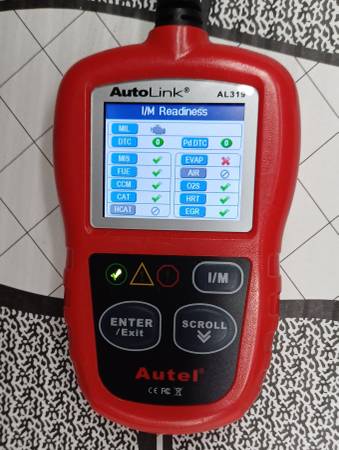 AutoLink® AL319
I/M Readiness
MIL
DTC 0 Pd DTC 0
MIS EVAP
FUE AIR
CCM O2S
CAT HRT
HCAT EGR
I/M
ENTER SCROLL
/Exit
Autel®
CE FC